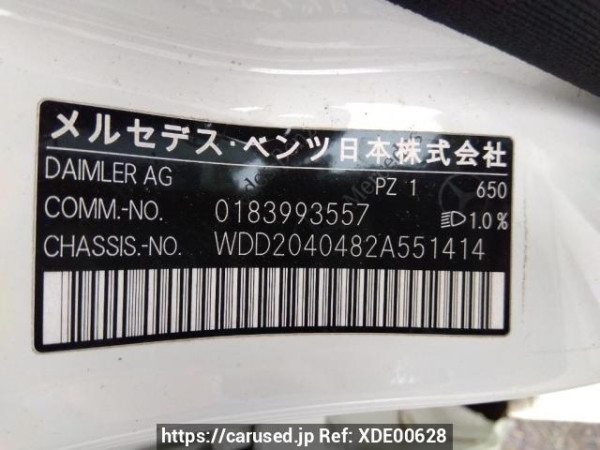 メルセデス・ベンツ日本株式会社
DAIMLER AG PZ 1 650
COMM.-NO. 0183993557 1.0%
CHASSIS.-NO. WDD2040482A551414
https://carused.jp Ref: XDE00628